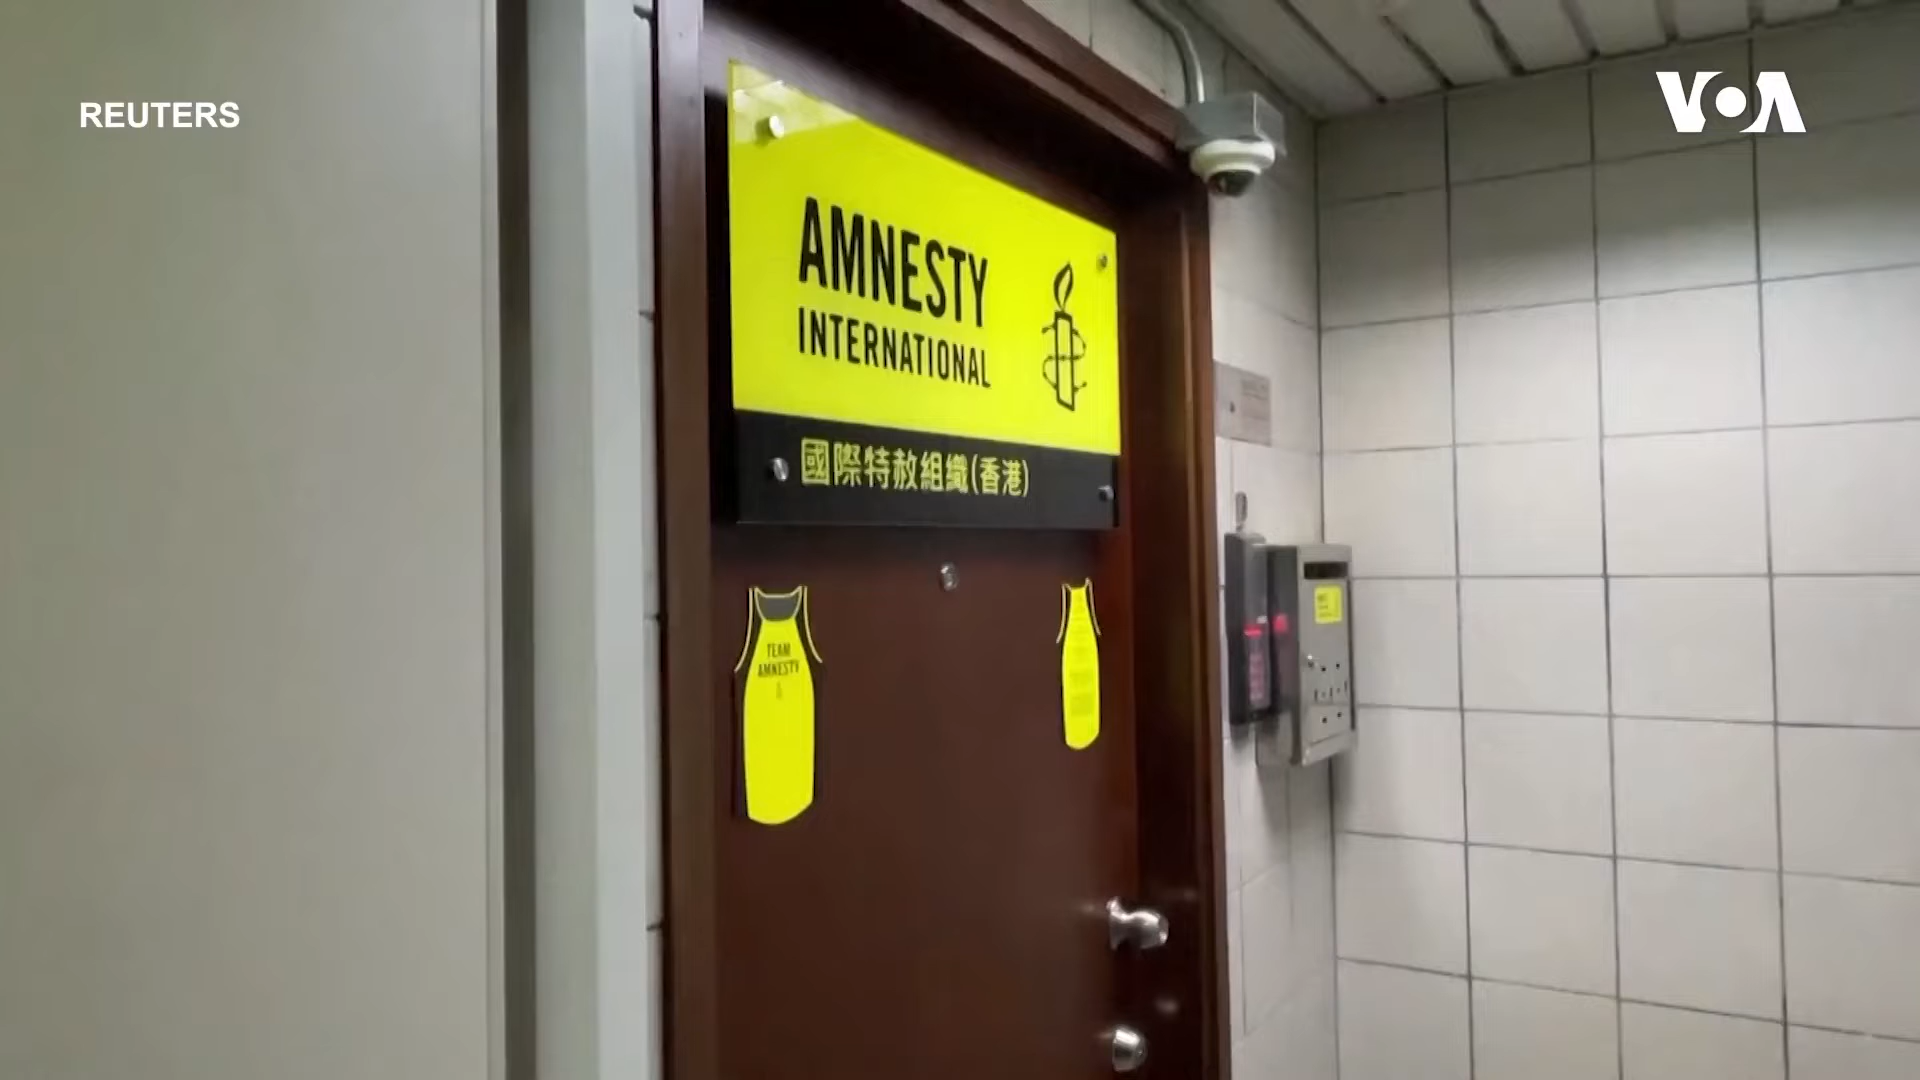 REUTERS
VOA
AMNESTY
INTERNATIONAL
國際特赦組織(香港)
TEAM
AMNESTY